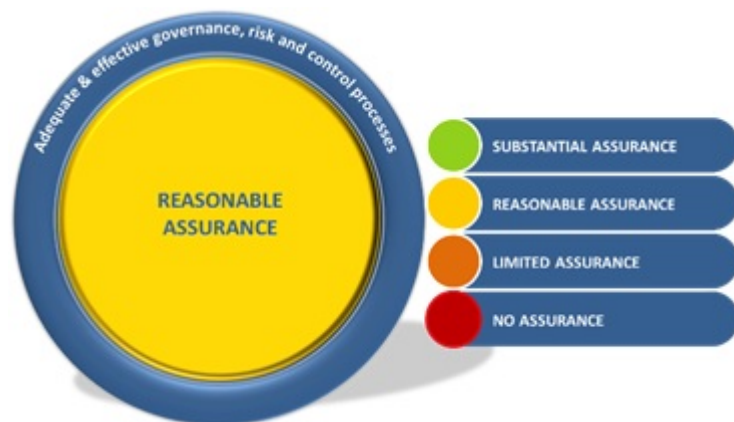 Adequate & effective governance, risk and control processes
REASONABLE
ASSURANCE
SUBSTANTIAL ASSURANCE
REASONABLE ASSURANCE
LIMITED ASSURANCE
NO ASSURANCE